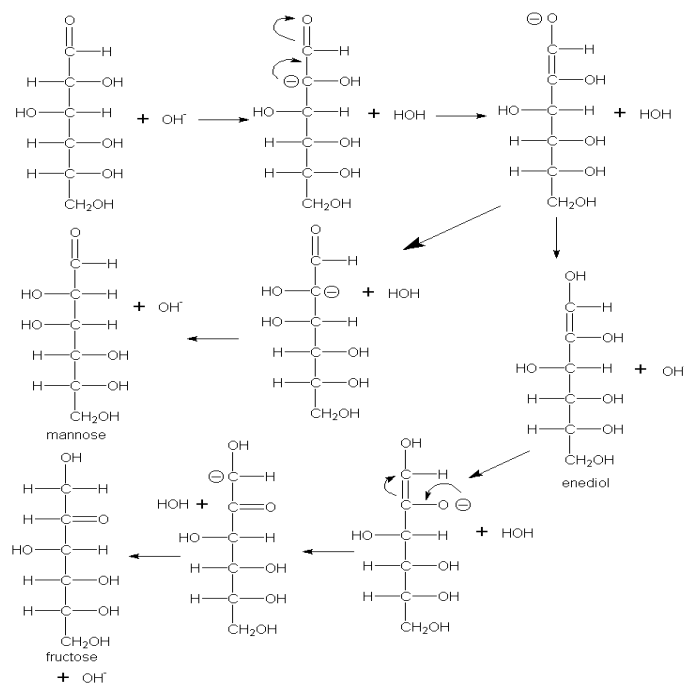 O
C H
H C OH
HO C H
H C OH
H C OH
CH₂OH
+ OH⁻
O
C H
⊖ C OH
HO C H
H C OH
H C OH
CH₂OH
+ HOH
⊖ O
C H
C OH
HO C H
H C OH
H C OH
CH₂OH
+ HOH
O
C H
HO C H
HO C H
H C OH
H C OH
CH₂OH
mannose
+ OH⁻
O
C H
HO C ⊖
HO C H
H C OH
H C OH
CH₂OH
+ HOH
OH
C H
C OH
HO C H
H C OH
H C OH
CH₂OH
enediol
+ OH
OH
H C H
H C O
HO C H
H C OH
H C OH
CH₂OH
fructose
+ OH⁻
OH
⊖ C H
C O
HO C H
H C OH
H C OH
CH₂OH
HOH +
OH
C H
C O ⊖
HO C H
H C OH
H C OH
CH₂OH
+ HOH